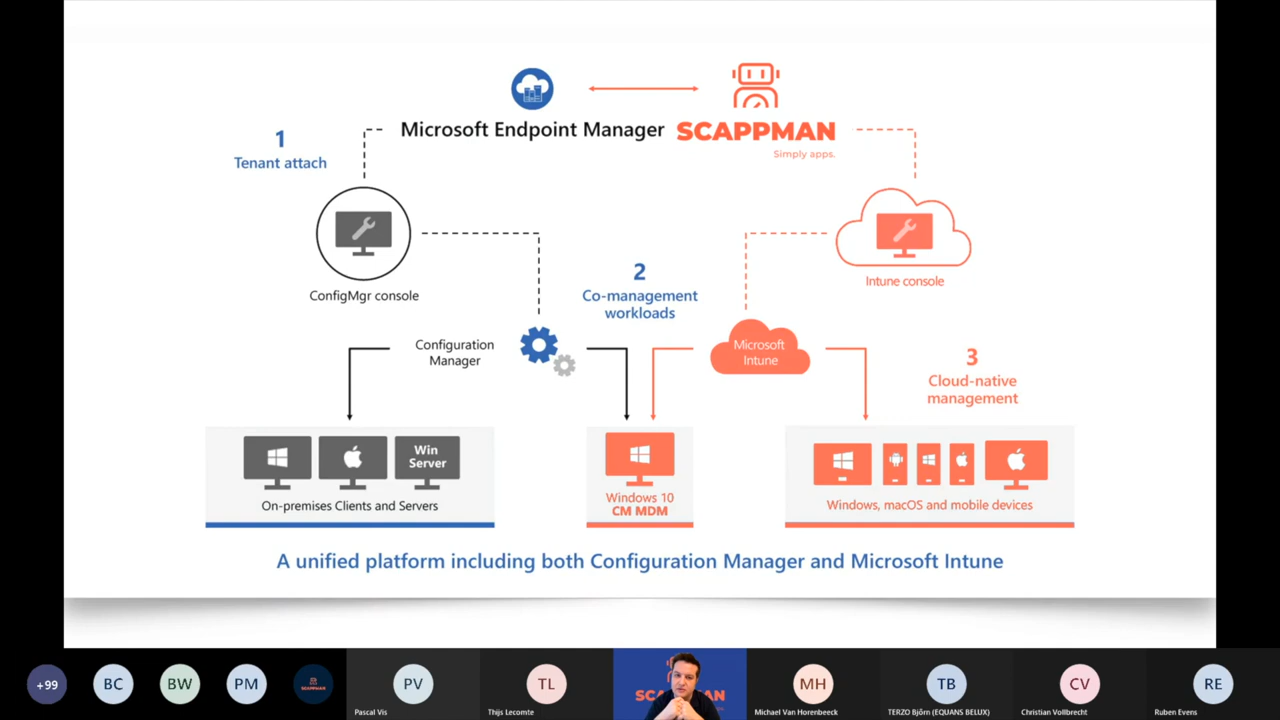 Microsoft Endpoint Manager
SCAPPMAN
Simply apps.
1
Tenant attach
ConfigMgr console
Intune console
2
Co-management
workloads
Configuration
Manager
Microsoft
Intune
3
Cloud-native
management
Win
Server
On-premises Clients and Servers
Windows 10
CM MDM
Windows, macOS and mobile devices
A unified platform including both Configuration Manager and Microsoft Intune
+99
BC
BW
PM
SCAPPMAN
PV
Pascal Vis
TL
Thijs Lecomte
SCAPPMAN
MH
Michael Van Horenbeeck
TB
TERZO Björn (EQUANS BELUX)
CV
Christian Vollbrecht
RE
Ruben Evens